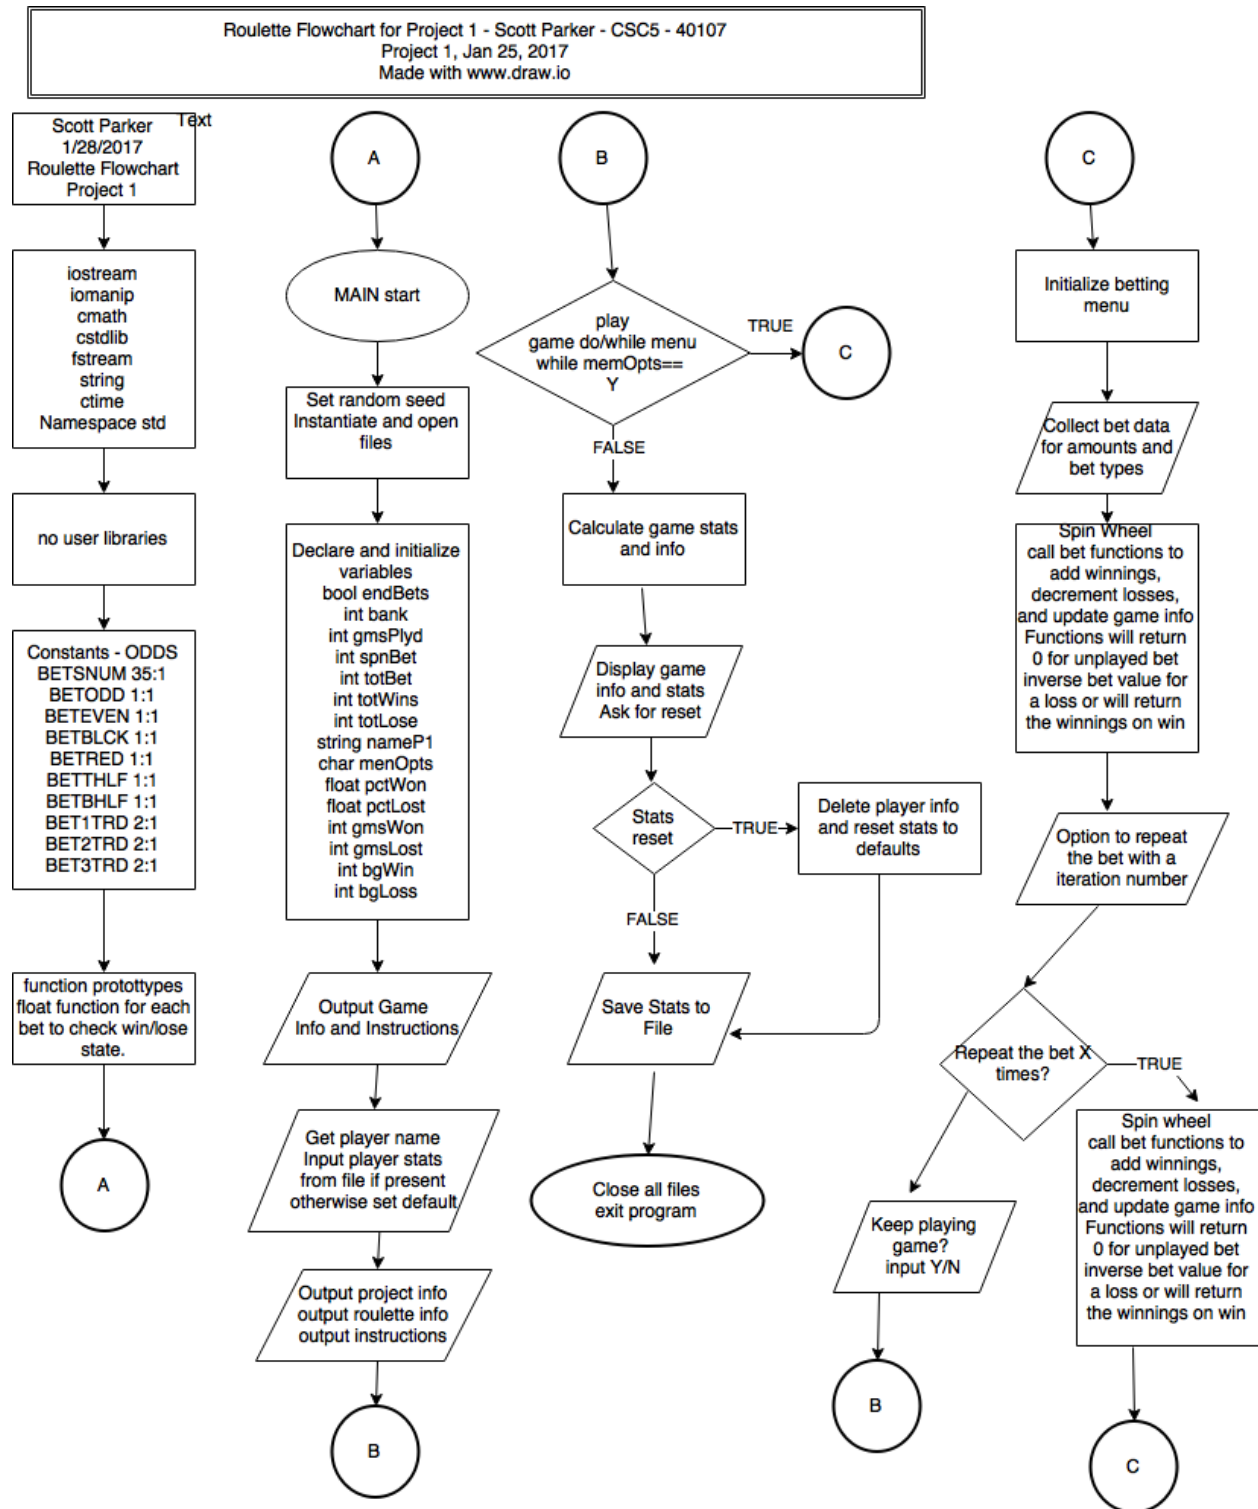 Roulette Flowchart for Project 1 - Scott Parker - CSC5 - 40107
Project 1, Jan 25, 2017
Made with www.draw.io
Text
Scott Parker
1/28/2017
Roulette Flowchart
Project 1
iostream
iomanip
cmath
cstdlib
fstream
string
ctime
Namespace std
no user libraries
Constants - ODDS
BETSNUM 35:1
BETODD 1:1
BETEVEN 1:1
BETBLCK 1:1
BETRED 1:1
BETTHLF 1:1
BETBHLF 1:1
BET1TRD 2:1
BET2TRD 2:1
BET3TRD 2:1
function protottypes
float function for each
bet to check win/lose
state.
A
A
MAIN start
Set random seed
Instantiate and open
files
Declare and initialize
variables
bool endBets
int bank
int gmsPlyd
int spnBet
int totBet
int totWins
int totLose
string nameP1
char menOpts
float pctWon
float pctLost
int gmsWon
int gmsLost
int bgWin
int bgLoss
Output Game
Info and Instructions
Get player name
Input player stats
from file if present
otherwise set default
Output project info
output roulette info
output instructions
B
B
play
game do/while menu
while memOpts==
Y
TRUE
C
FALSE
Calculate game stats
and info
Display game
info and stats
Ask for reset
Stats
reset
TRUE
Delete player info
and reset stats to
defaults
FALSE
Save Stats to
File
Close all files
exit program
C
Initialize betting
menu
Collect bet data
for amounts and
bet types
Spin Wheel
call bet functions to
add winnings,
decrement losses,
and update game info
Functions will return
0 for unplayed bet
inverse bet value for
a loss or will return
the winnings on win
Option to repeat
the bet with a
iteration number
Repeat the bet X
times?
TRUE
Keep playing
game?
input Y/N
B
Spin wheel
call bet functions to
add winnings,
decrement losses,
and update game info
Functions will return
0 for unplayed bet
inverse bet value for
a loss or will return
the winnings on win
C